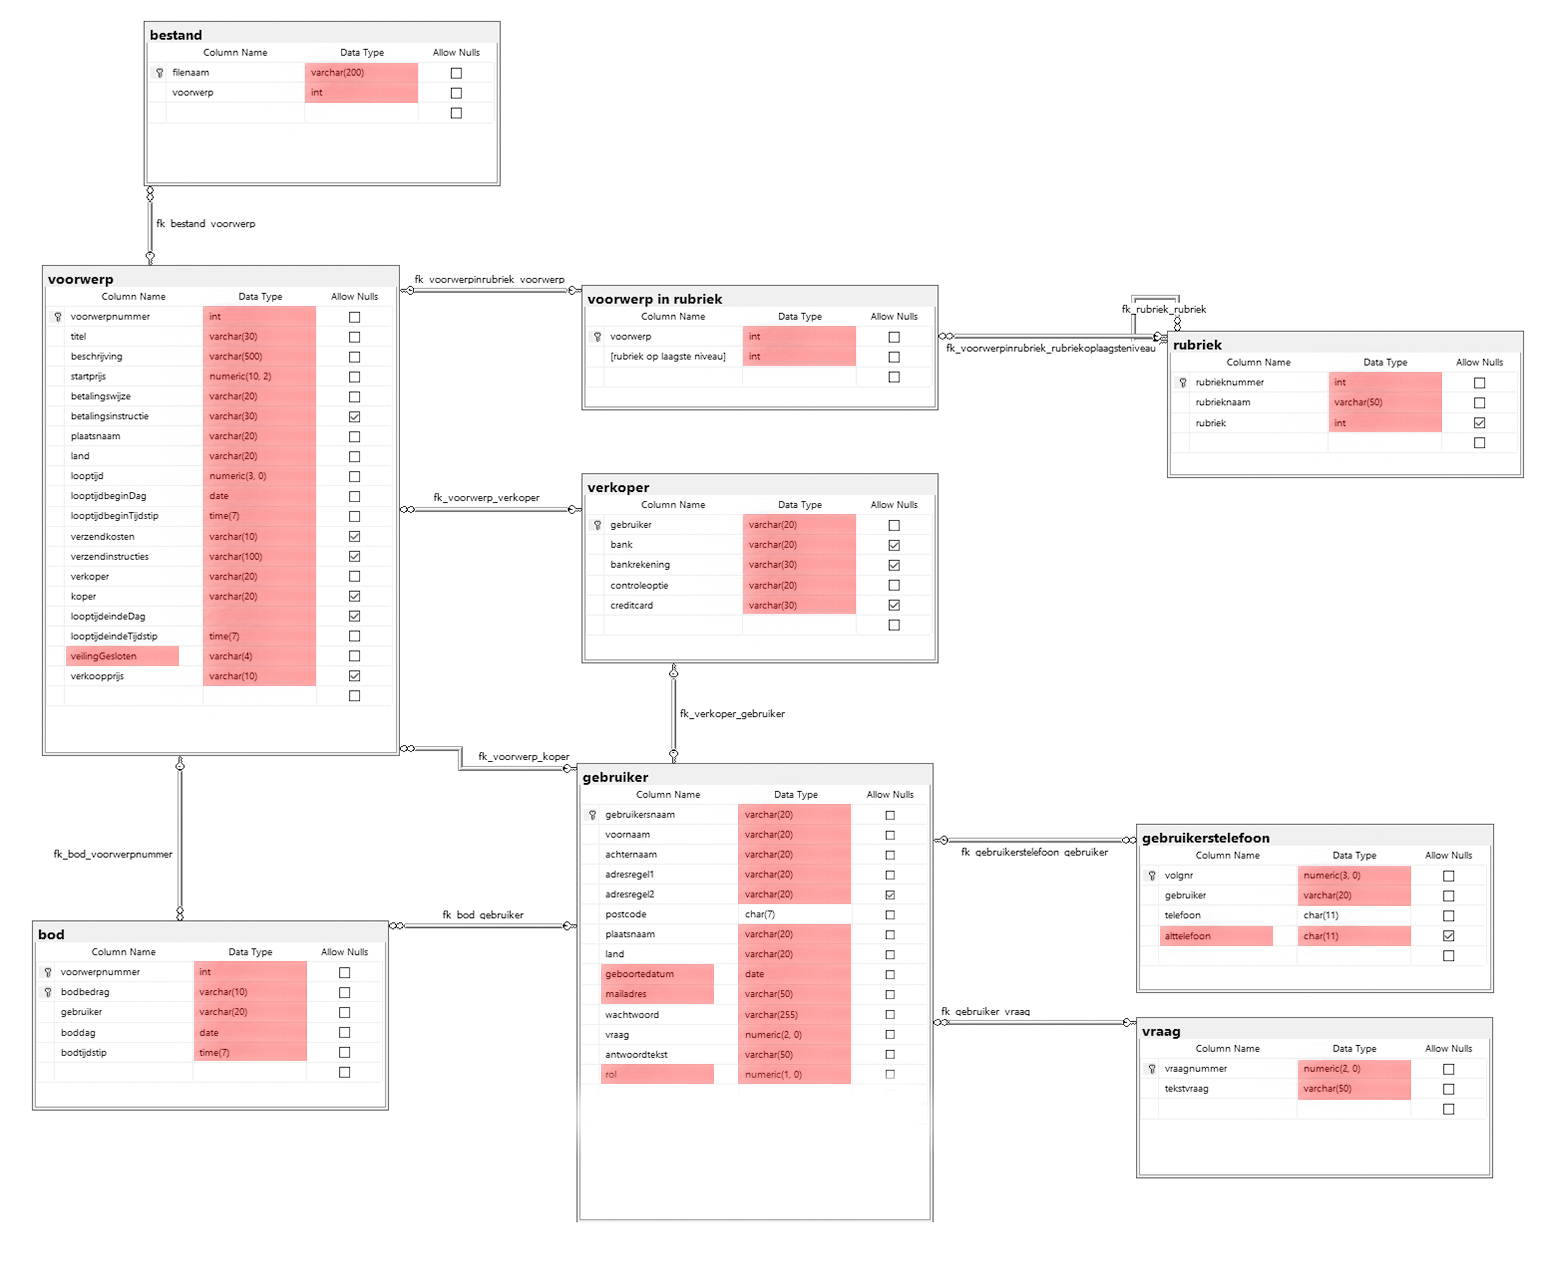 bestand
Column Name Data Type Allow Nulls
filenaam varchar(200)
voorwerp int
fk_bestand_voorwerp
voorwerp
Column Name Data Type Allow Nulls
voorwerpnummer int
titel varchar(30)
beschrijving varchar(500)
startprijs numeric(10, 2)
betalingswijze varchar(20)
betalingsinstructie varchar(30)
plaatsnaam varchar(20)
land varchar(20)
looptijd numeric(3, 0)
looptijdbeginDag date
looptijdbeginTijdstip time(7)
verzendkosten varchar(10)
verzendinstructies varchar(100)
verkoper varchar(20)
koper varchar(20)
looptijdeindeDag
looptijdeindeTijdstip time(7)
veilingGesloten varchar(4)
verkoopprijs varchar(10)
fk_voorwerpinrubriek_voorwerp
voorwerp in rubriek
Column Name Data Type Allow Nulls
voorwerp int
[rubriek op laagste niveau] int
fk_rubriek_rubriek
fk_voorwerpinrubriek_rubriekoplaagsteniveau
rubriek
Column Name Data Type Allow Nulls
rubrieknummer int
rubrieknaam varchar(50)
rubriek int
fk_voorwerp_verkoper
verkoper
Column Name Data Type Allow Nulls
gebruiker varchar(20)
bank varchar(20)
bankrekening varchar(30)
controleoptie varchar(20)
creditcard varchar(30)
fk_verkoper_gebruiker
fk_voorwerp_koper
gebruiker
Column Name Data Type Allow Nulls
gebruikersnaam varchar(20)
voornaam varchar(20)
achternaam varchar(20)
adresregel1 varchar(20)
adresregel2 varchar(20)
postcode char(7)
plaatsnaam varchar(20)
land varchar(20)
geboortedatum date
mailadres varchar(50)
wachtwoord varchar(255)
vraag numeric(2, 0)
antwoordtekst varchar(50)
rol numeric(1, 0)
fk_gebruikerstelefoon_gebruiker
gebruikerstelefoon
Column Name Data Type Allow Nulls
volgnr numeric(3, 0)
gebruiker varchar(20)
telefoon char(11)
alttelefoon char(11)
fk_gebruiker_vraag
vraag
Column Name Data Type Allow Nulls
vraagnummer numeric(2, 0)
tekstvraag varchar(50)
fk_bod_voorwerpnummer
fk_bod_gebruiker
bod
Column Name Data Type Allow Nulls
voorwerpnummer int
bodbedrag varchar(10)
gebruiker varchar(20)
boddag date
bodtijdstip time(7)